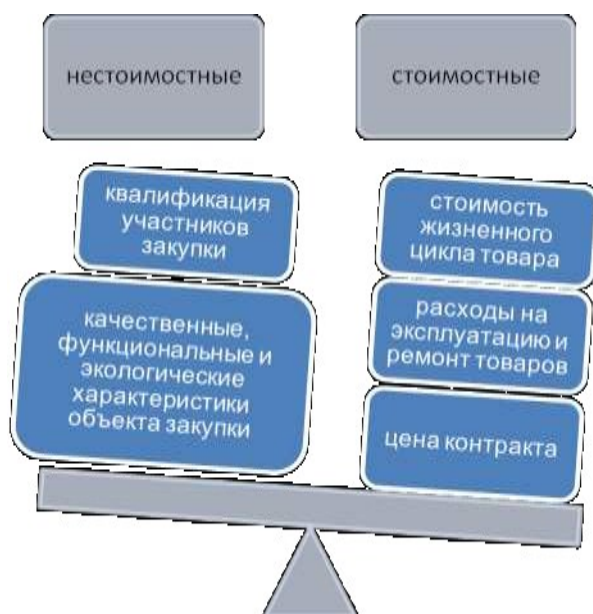 нестоимостные
стоимостные
квалификация
участников
закупки
качественные,
функциональные и
экологические
характеристики
объекта закупки
стоимость
жизненного
цикла товара
расходы на
эксплуатацию и
ремонт товаров
цена контракта